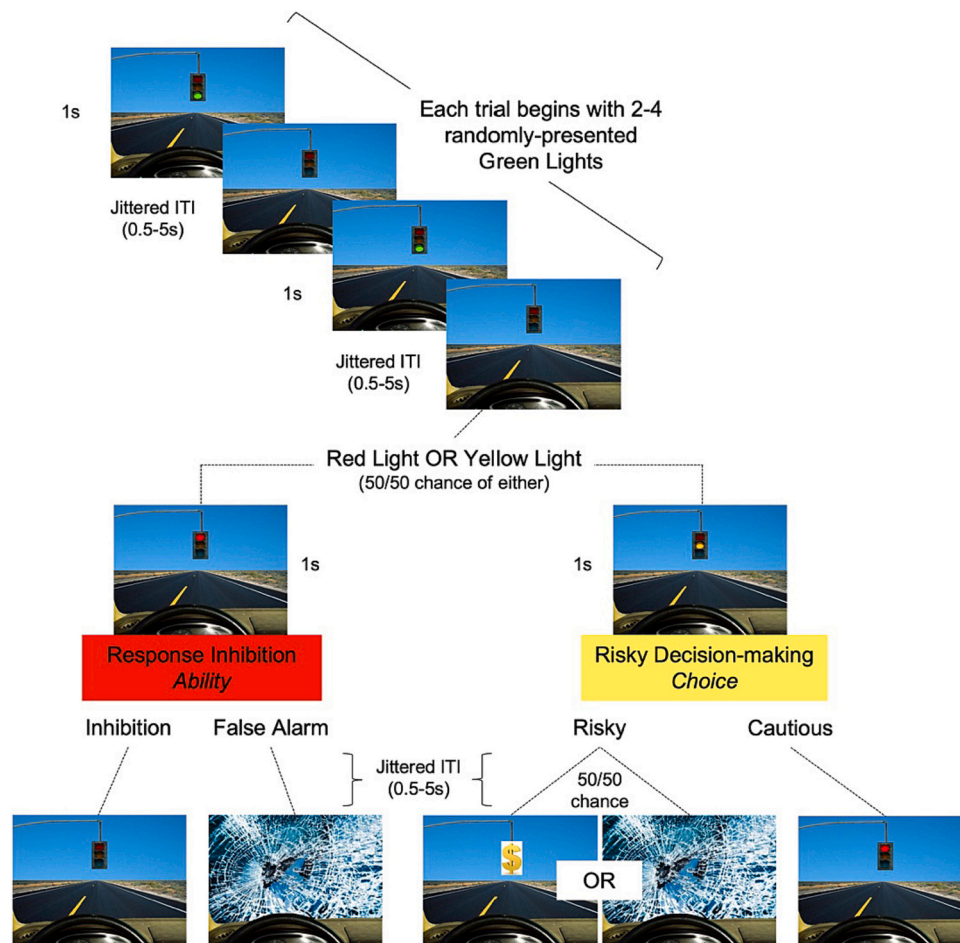 1s
Each trial begins with 2-4
randomly-presented
Green Lights
Jittered ITI
(0.5-5s)
1s
Jittered ITI
(0.5-5s)
Red Light OR Yellow Light
(50/50 chance of either)
1s
1s
Response Inhibition
Ability
Risky Decision-making
Choice
Inhibition
False Alarm
Risky
Cautious
Jittered ITI
(0.5-5s)
50/50
chance
$
OR